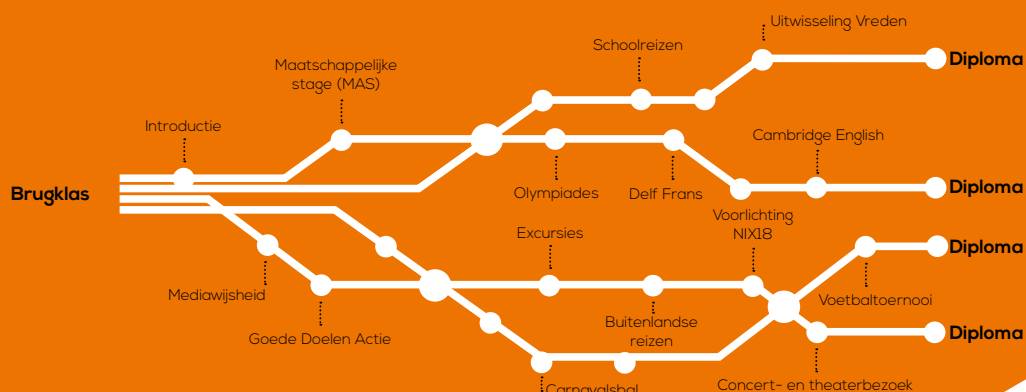 Uitwisseling Vreden
Schoolreizen
Diploma
Maatschappelijke
stage (MAS)
Introductie
Cambridge English
Brugklas
Olympiades
Delf Frans
Diploma
Voorlichting
NIX18
Excursies
Diploma
Mediawijsheid
Voetbaltoernooi
Buitenlandse
reizen
Goede Doelen Actie
Diploma
Carnavalsbal
Concert- en theaterbezoek